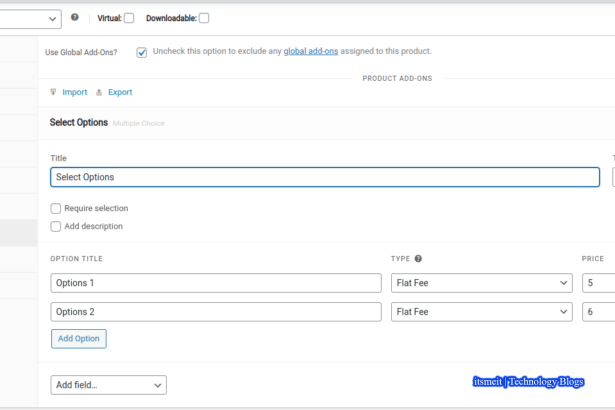 Virtual: Downloadable:
Use Global Add-Ons? Uncheck this option to exclude any global add-ons assigned to this product.
PRODUCT ADD-ONS
Import Export
Select Options Multiple Choice
Title
Select Options
Require selection
Add description
OPTION TITLE TYPE PRICE
Options 1 Flat Fee 5
Options 2 Flat Fee 6
Add Option
Add field...
itsmeit | Technology Blogs